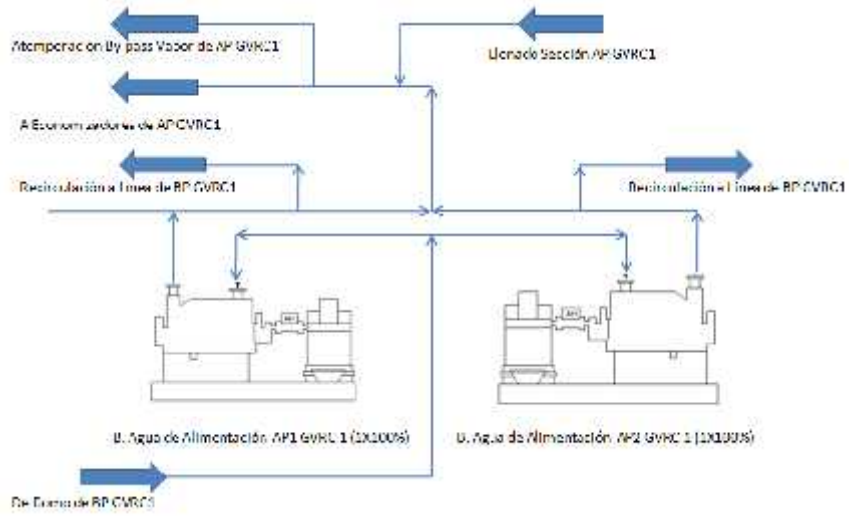 Atemperación By-pass Vapor de AP GVRC1
Llenado Sección AP GVRC1
A Economizadores de AP GVRC1
Recirculación a Línea de BP GVRC1
Recirculación a Línea de BP GVRC1
B. Agua de Alimentación AP1 GVRC 1 (1X100%)
B. Agua de Alimentación AP2 GVRC 1 (1X100%)
De Domo de BP GVRC1